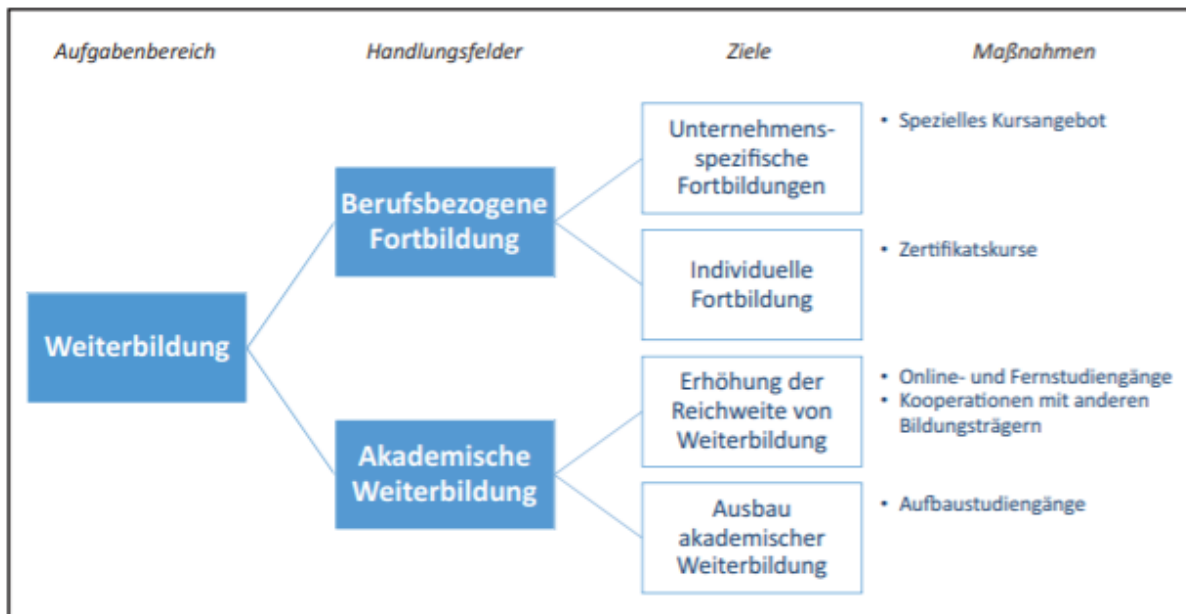 Aufgabenbereich
Handlungsfelder
Ziele
Maßnahmen
Weiterbildung
Berufsbezogene
Fortbildung
Akademische
Weiterbildung
Unternehmens-
spezifische
Fortbildungen
Individuelle
Fortbildung
Erhöhung der
Reichweite von
Weiterbildung
Ausbau
akademischer
Weiterbildung
• Spezielles Kursangebot
• Zertifikatskurse
• Online- und Fernstudiengänge
• Kooperationen mit anderen
Bildungsträgern
• Aufbaustudiengänge